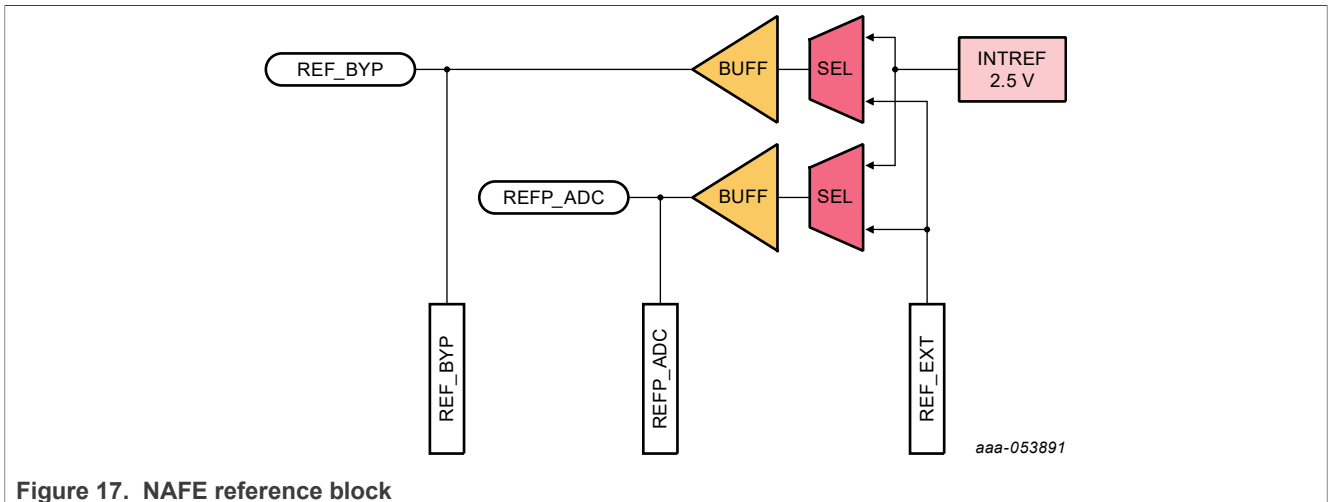 REF_BYP
BUFF
SEL
INTREF
2.5 V
REFP_ADC
BUFF
SEL
REF_BYP
REFP_ADC
REF_EXT
aaa-053891
Figure 17. NAFE reference block